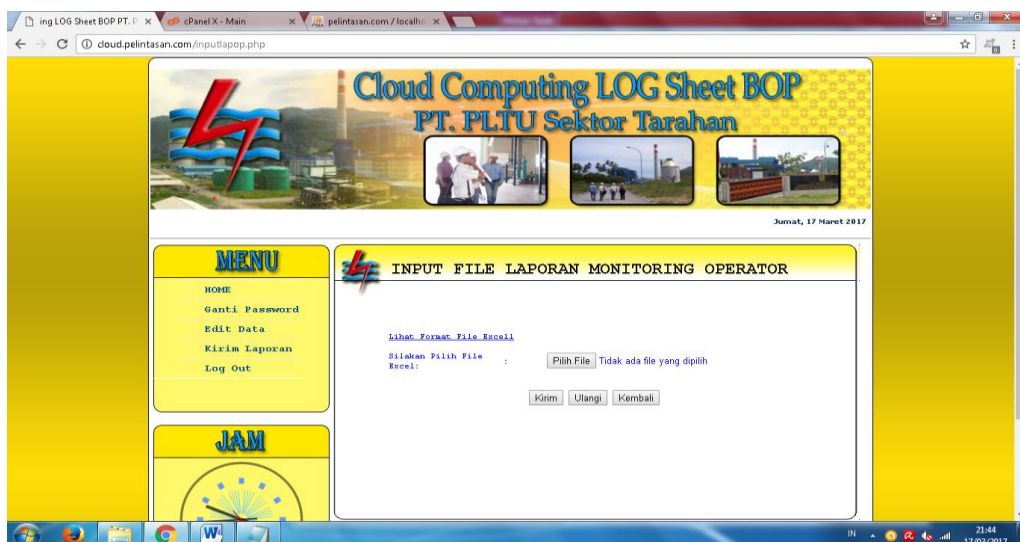 ing LOG Sheet BOP PT. P
cPanel X - Main
pelintasan.com / localho
cloud.pelintasan.com/inputlapop.php
Cloud Computing LOG Sheet BOP
PT. PLTU Sektor Tarahan
Jumat, 17 Maret 2017
MENU
HOME
Ganti Password
Edit Data
Kirim Laporan
Log Out
JAM
INPUT FILE LAPORAN MONITORING OPERATOR
Lihat Format File Excell
Silakan Pilih File Excel: : Pilih File Tidak ada file yang dipilih
Kirim Ulangi Kembali
IN
21:44
17/03/2017